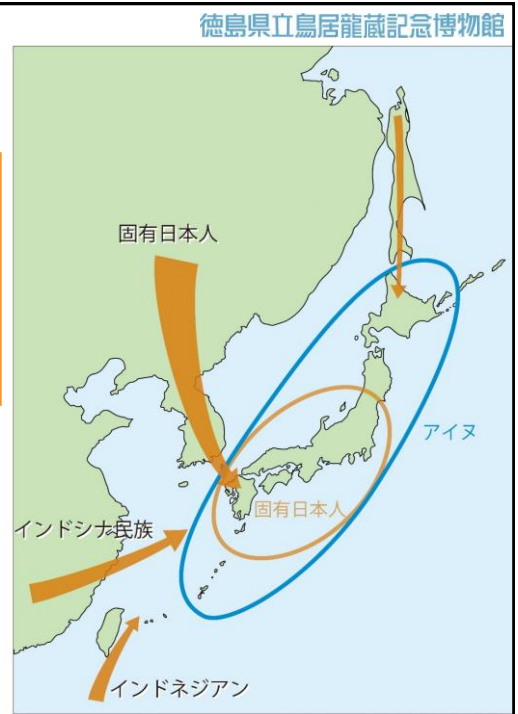 徳島県立鳥居龍蔵記念博物館
固有日本人
アイヌ
固有日本人
インドシナ民族
インドネジアン